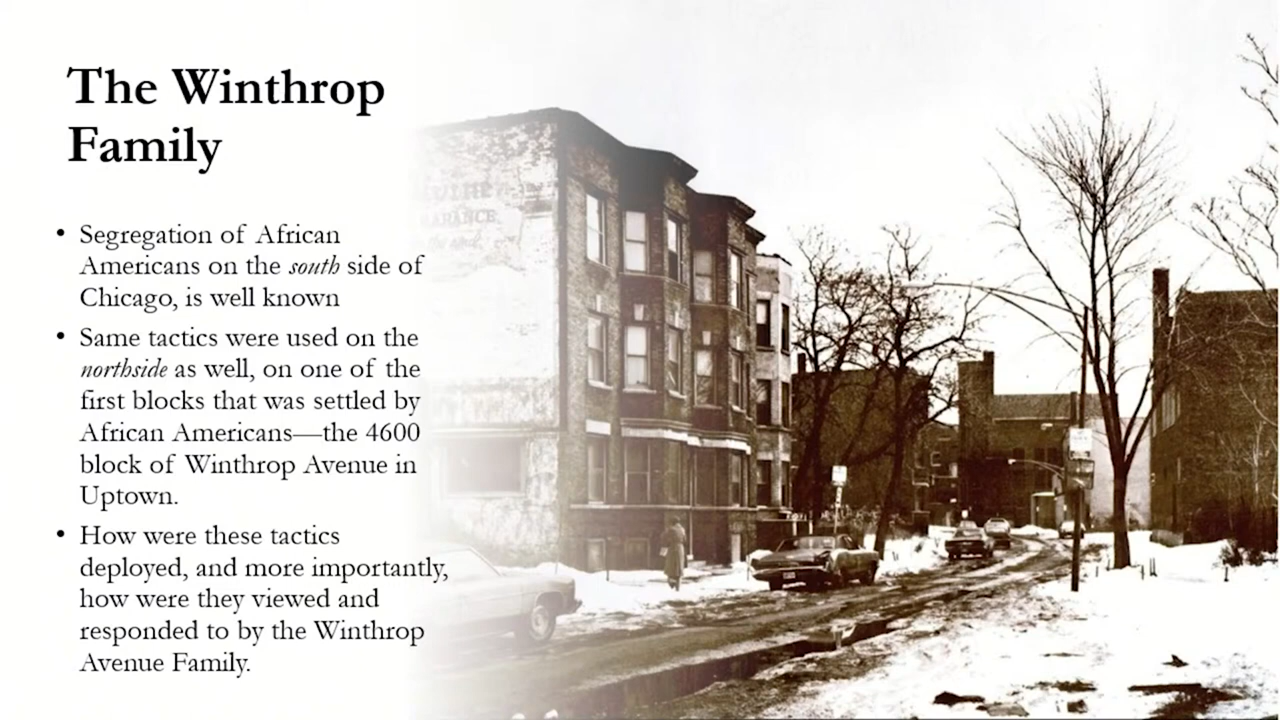 The Winthrop
Family
• Segregation of African
Americans on the south side of
Chicago, is well known
• Same tactics were used on the
northside as well, on one of the
first blocks that was settled by
African Americans—the 4600
block of Winthrop Avenue in
Uptown.
• How were these tactics
deployed, and more importantly,
how were they viewed and
responded to by the Winthrop
Avenue Family.